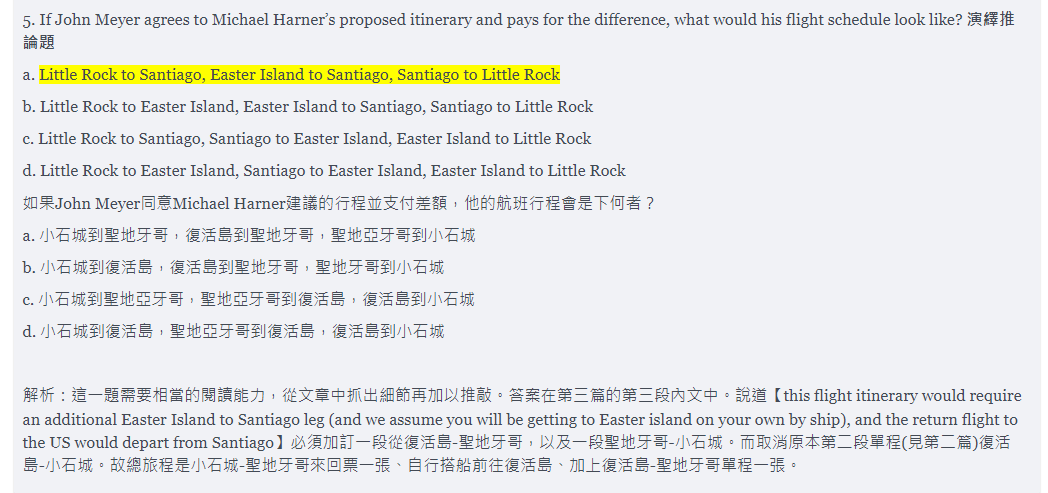 5. If John Meyer agrees to Michael Harner’s proposed itinerary and pays for the difference, what would his flight schedule look like? 演繹推
論題
a. Little Rock to Santiago, Easter Island to Santiago, Santiago to Little Rock
b. Little Rock to Easter Island, Easter Island to Santiago, Santiago to Little Rock
c. Little Rock to Santiago, Santiago to Easter Island, Easter Island to Little Rock
d. Little Rock to Easter Island, Santiago to Easter Island, Easter Island to Little Rock
如果John Meyer同意Michael Harner建議的行程並支付差額，他的航班行程會是下何者？
a. 小石城到聖地牙哥，復活島到聖地牙哥，聖地亞牙哥到小石城
b. 小石城到復活島，復活島到聖地牙哥，聖地牙哥到小石城
c. 小石城到聖地亞牙哥，聖地亞牙哥到復活島，復活島到小石城
d. 小石城到復活島，聖地亞牙哥到復活島，復活島到小石城
解析：這一題需要相當的閱讀能力，從文章中抓出細節再加以推敲。答案在第三篇的第三段內文中。說道【this flight itinerary would require
an additional Easter Island to Santiago leg (and we assume you will be getting to Easter island on your own by ship), and the return flight to
the US would depart from Santiago】必須加訂一段從復活島-聖地牙哥，以及一段聖地牙哥-小石城。而取消原本第二段單程(見第二篇)復活
島-小石城。故總旅程是小石城-聖地牙哥來回票一張、自行搭船前往復活島、加上復活島-聖地牙哥單程一張。